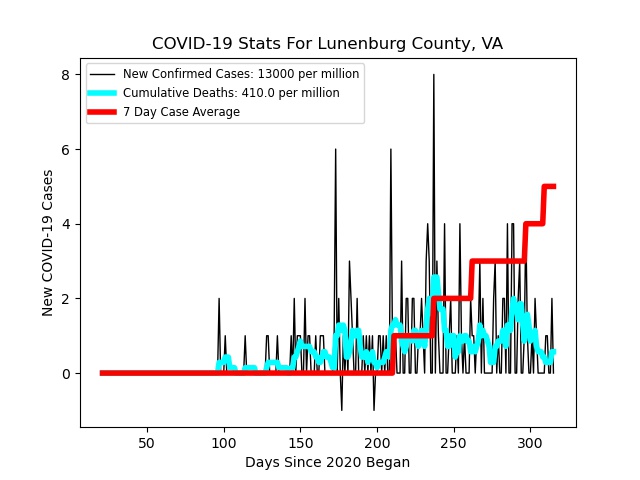 COVID-19 Stats For Lunenburg County, VA
New Confirmed Cases: 13000 per million
Cumulative Deaths: 410.0 per million
7 Day Case Average
New COVID-19 Cases
8
6
4
2
0
50 100 150 200 250 300
Days Since 2020 Began